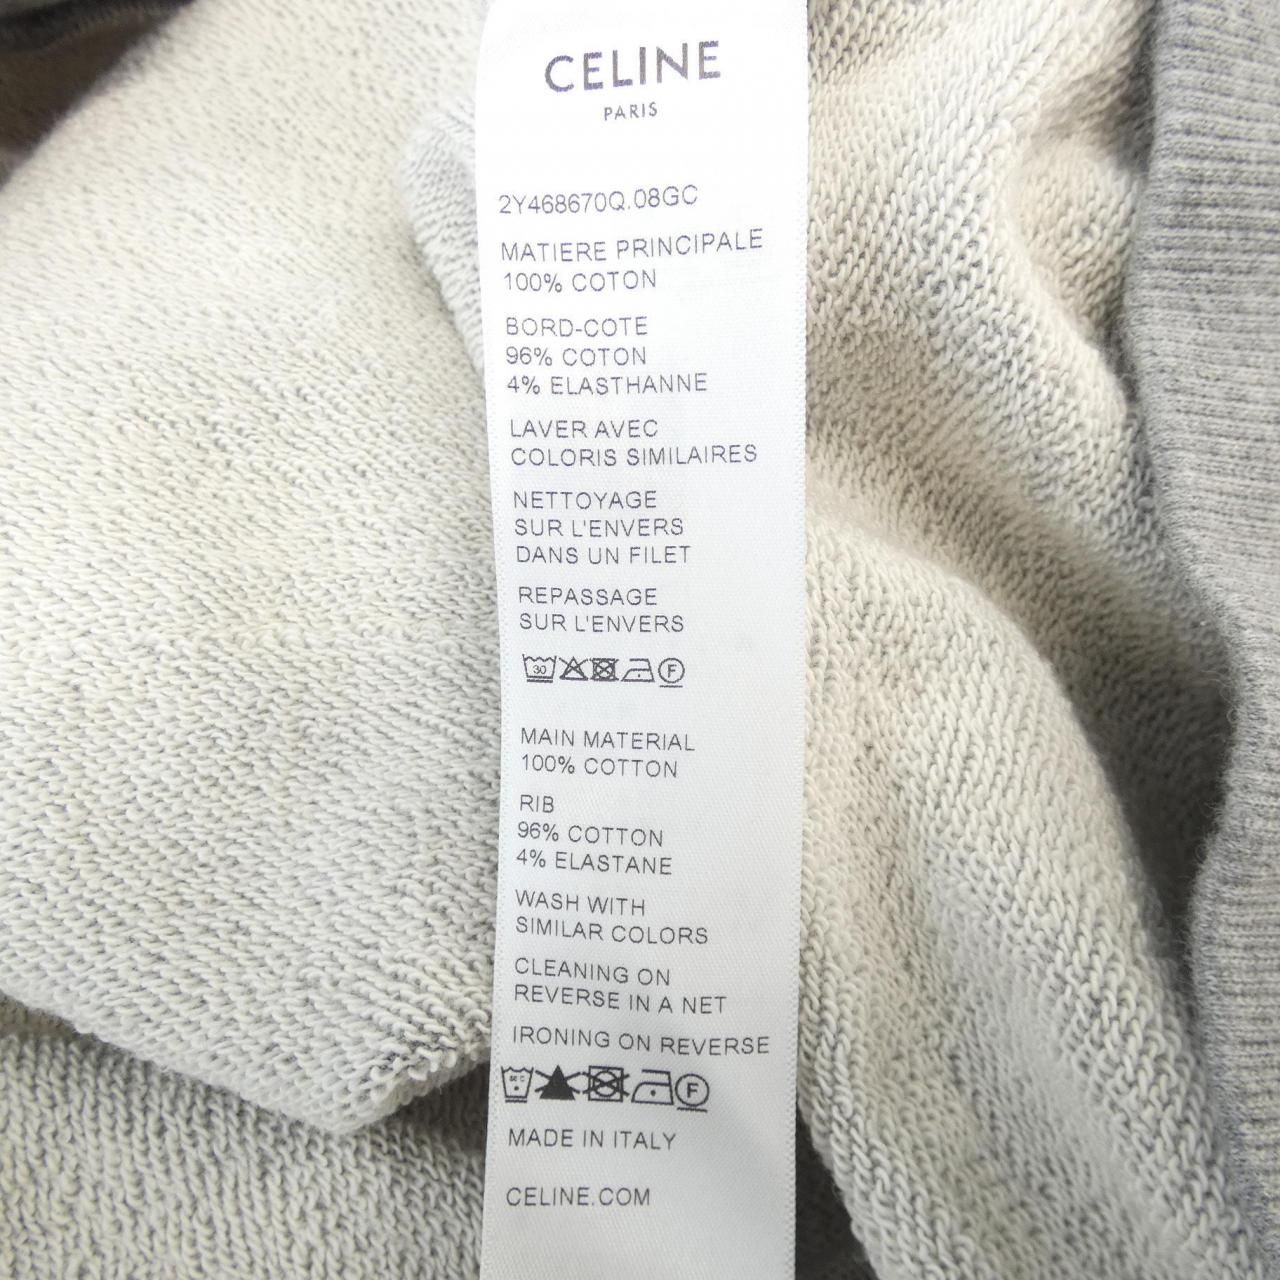 CELINE
PARIS
2Y468670Q.08GC
MATIERE PRINCIPALE
100% COTON
BORD-COTE
96% COTON
4% ELASTHANNE
LAVER AVEC
COLORIS SIMILAIRES
NETTOYAGE
SUR L'ENVERS
DANS UN FILET
REPASSAGE
SUR L'ENVERS
30 F
MAIN MATERIAL
100% COTTON
RIB
96% COTTON
4% ELASTANE
WASH WITH
SIMILAR COLORS
CLEANING ON
REVERSE IN A NET
IRONING ON REVERSE
F
MADE IN ITALY
CELINE.COM